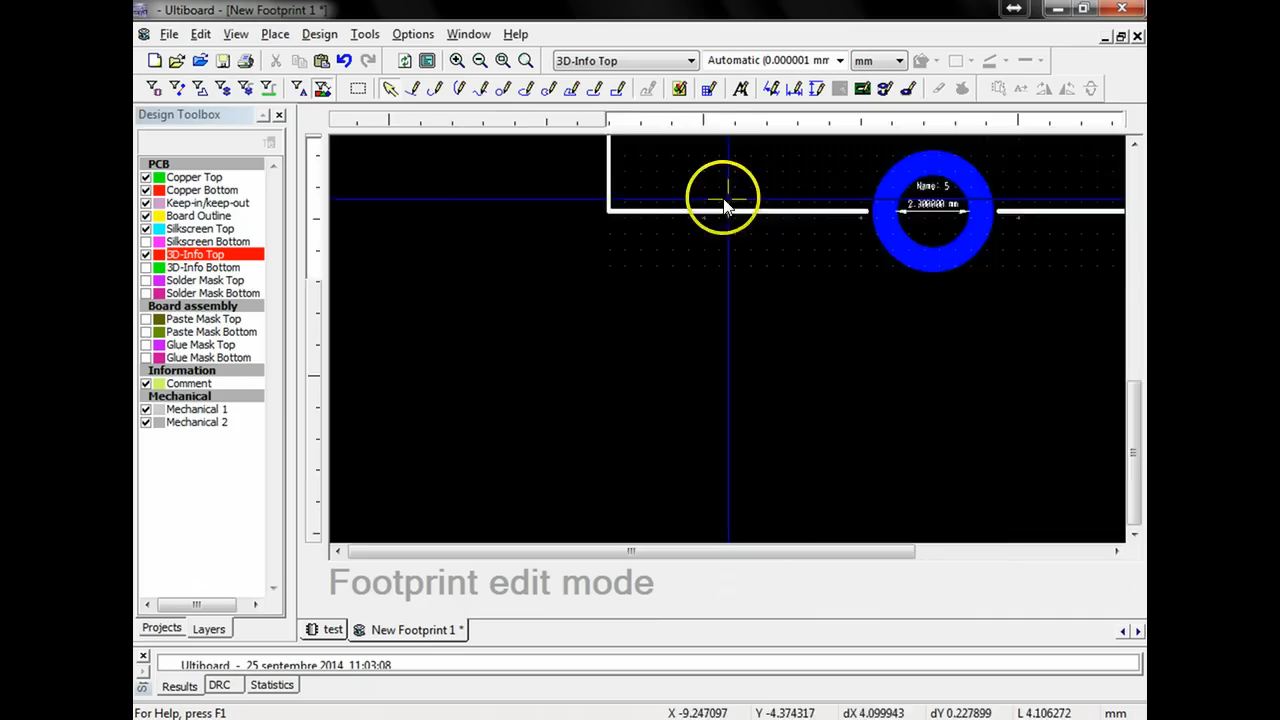 - Ultiboard - [New Footprint 1 *]
File Edit View Place Design Tools Options Window Help
3D-Info Top
Automatic (0.000001 mm
mm
Design Toolbox
PCB
Copper Top
Copper Bottom
Keep-in/keep-out
Board Outline
Silkscreen Top
Silkscreen Bottom
3D-Info Top
3D-Info Bottom
Solder Mask Top
Solder Mask Bottom
Board assembly
Paste Mask Top
Paste Mask Bottom
Glue Mask Top
Glue Mask Bottom
Information
Comment
Mechanical
Mechanical 1
Mechanical 2
Name: 5
2.300000 mm
Footprint edit mode
Projects Layers
test New Footprint 1 *
Ultiboard - 25 septembre 2014 11:03:08
Results DRC Statistics
For Help, press F1
X -9.247097 Y -4.374317 dX 4.099943 dY 0.227899 L 4.106272 mm